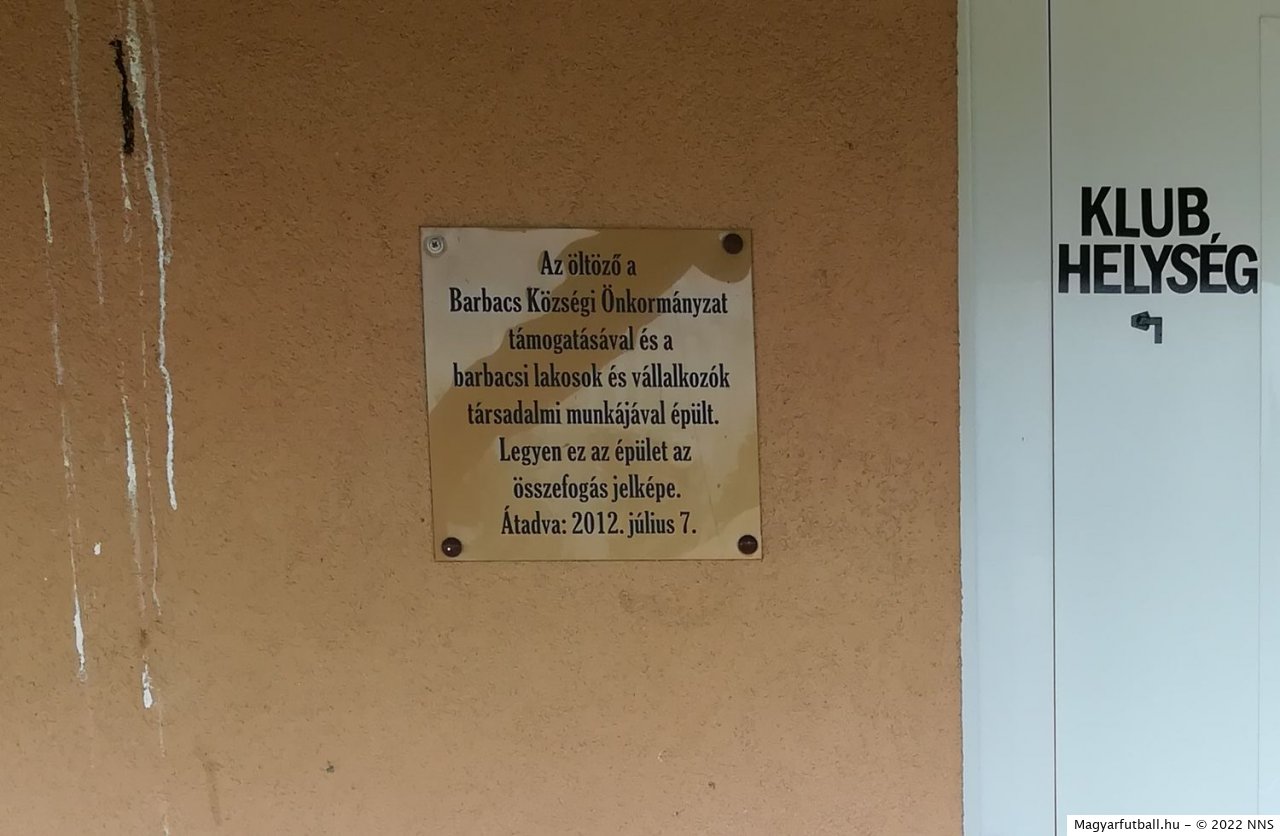 Az öltöző a
Barbacs Községi Önkormányzat
támogatásával és a
barbacsi lakosok és vállalkozók
társadalmi munkájával épült.
Legyen ez az épület az
összefogás jelképe.
Átadva: 2012. július 7.
KLUB
HELYSÉG
Magyarfutball.hu - © 2022 NNS